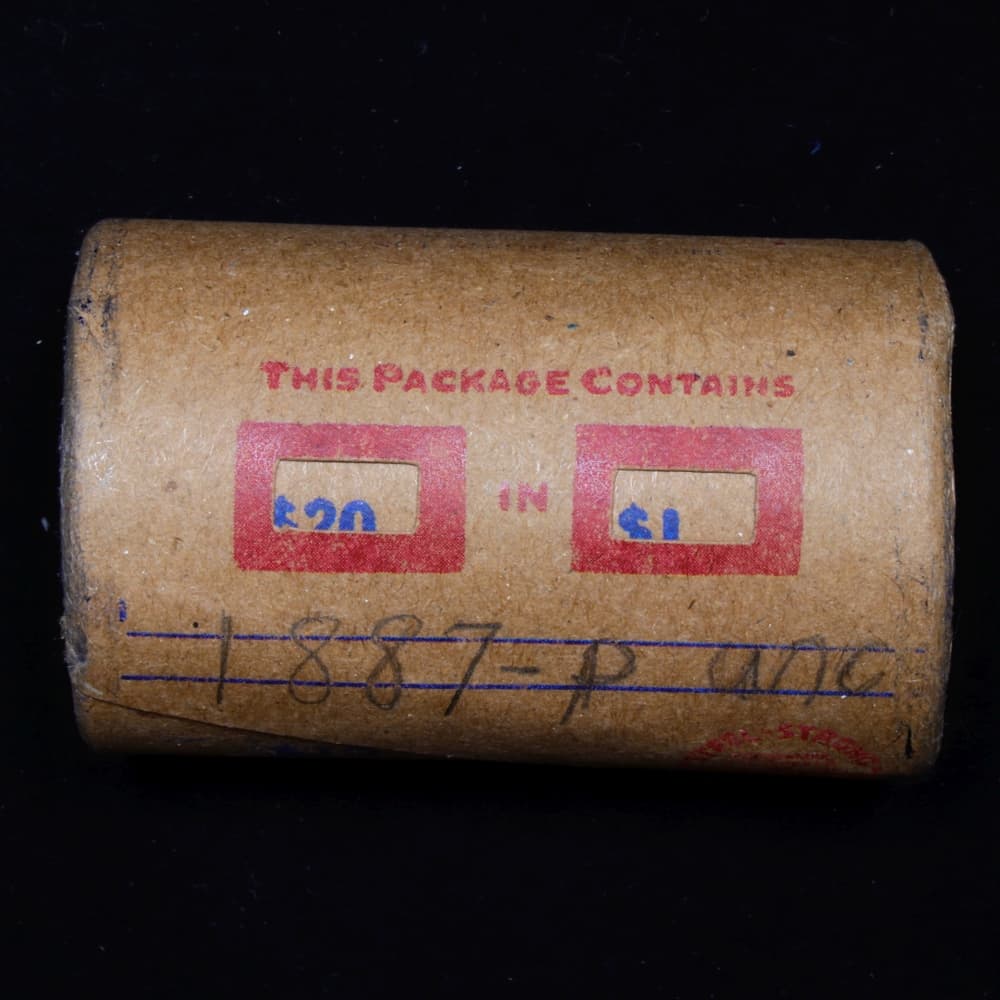 THIS PACKAGE CONTAINS
$20 IN $1
1887-P unc